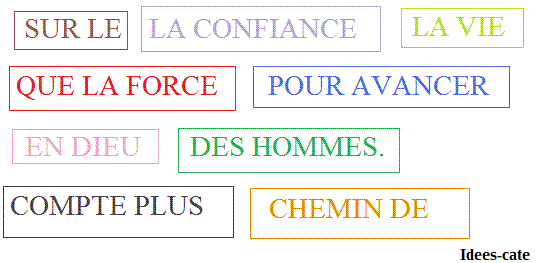 SUR LE LA CONFIANCE LA VIE
QUE LA FORCE POUR AVANCER
EN DIEU DES HOMMES.
COMPTE PLUS CHEMIN DE
Idees-cate